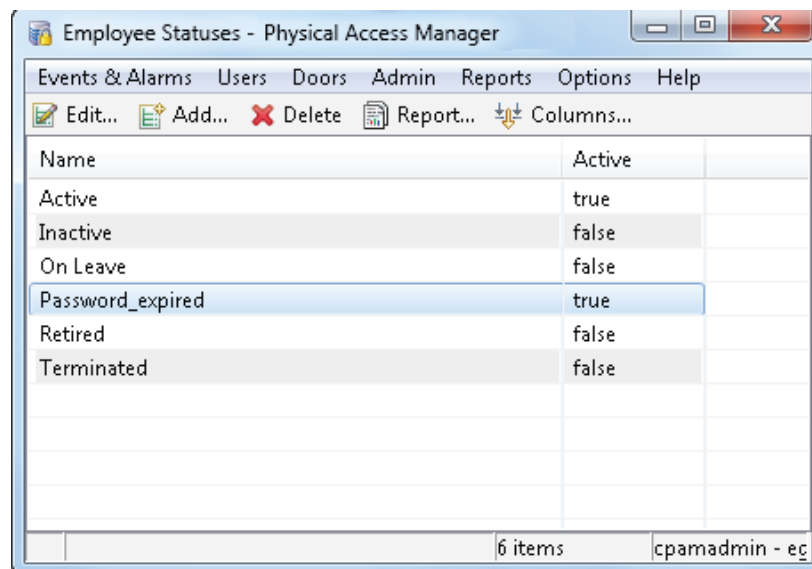 Employee Statuses - Physical Access Manager
Events & Alarms Users Doors Admin Reports Options Help
Edit... Add... Delete Report... Columns...
Name Active
Active true
Inactive false
On Leave false
Password_expired true
Retired false
Terminated false
6 items cpamadmin -